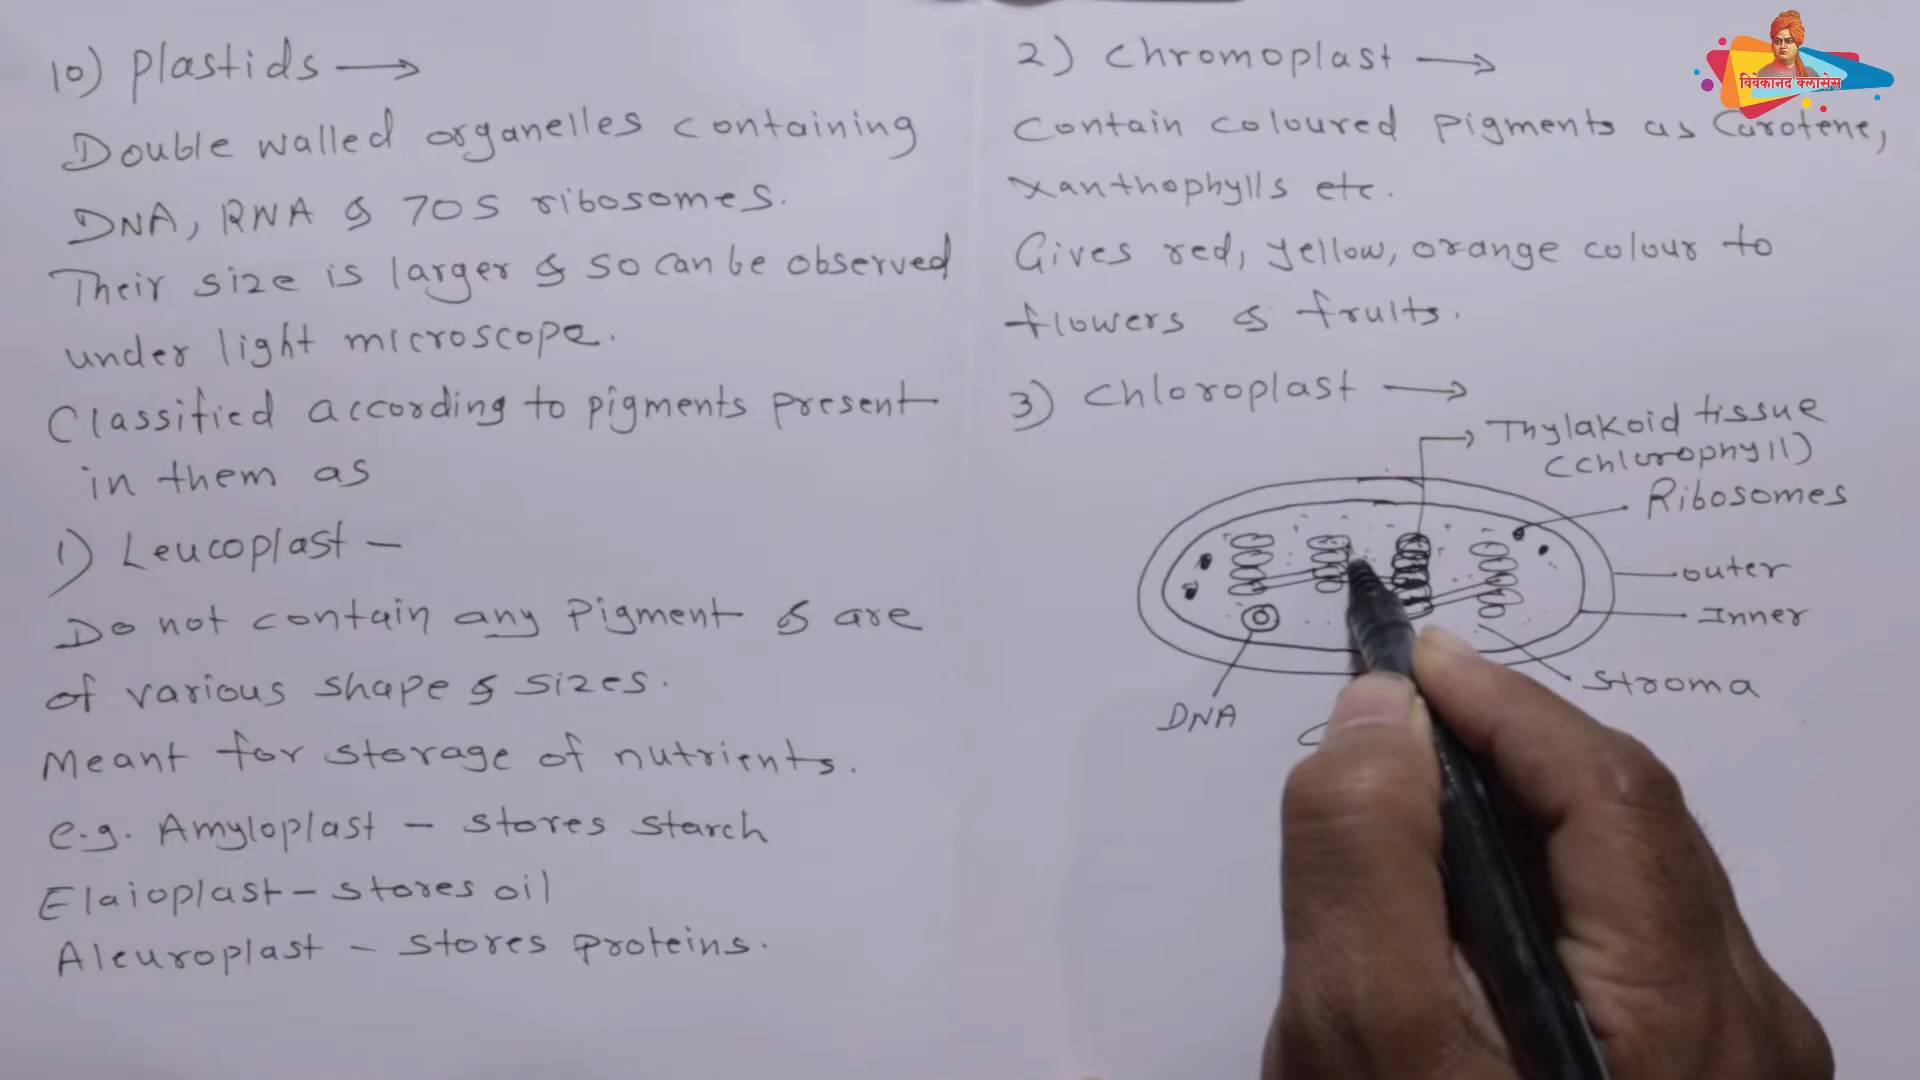 10) Plastids →
Double walled organelles containing
DNA, RNA & 70S ribosomes.
Their size is larger & so can be observed
under light microscope.
Classified according to pigments present
in them as
1) Leucoplast –
Do not contain any Pigment & are
of various shape & sizes.
Meant for storage of nutrients.
e.g. Amyloplast – stores starch
Elaioplast – stores oil
Aleuroplast – stores proteins.
2) Chromoplast →
Contain coloured pigments as Carotene,
xanthophylls etc.
Gives red, yellow, orange colour to
flowers & fruits.
3) Chloroplast →
Thylakoid tissue
(Chlorophyll)
Ribosomes
outer
Inner
Stroma
DNA
विवेकानंद क्लासेस